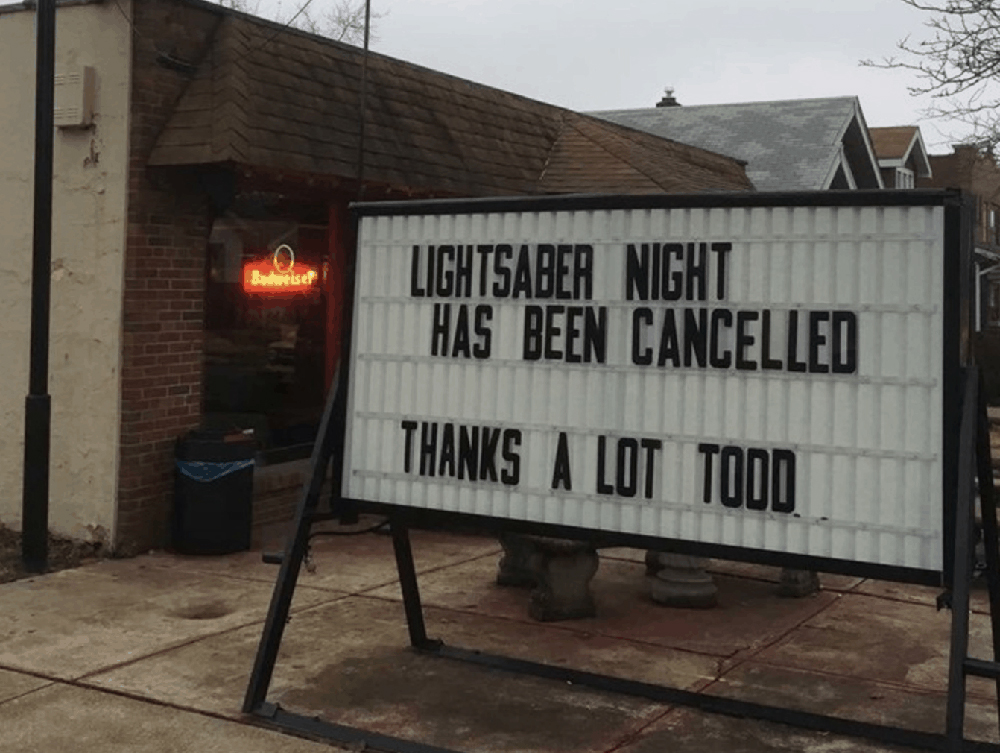 Budweiser
LIGHTSABER NIGHT
HAS BEEN CANCELLED
THANKS A LOT TODD